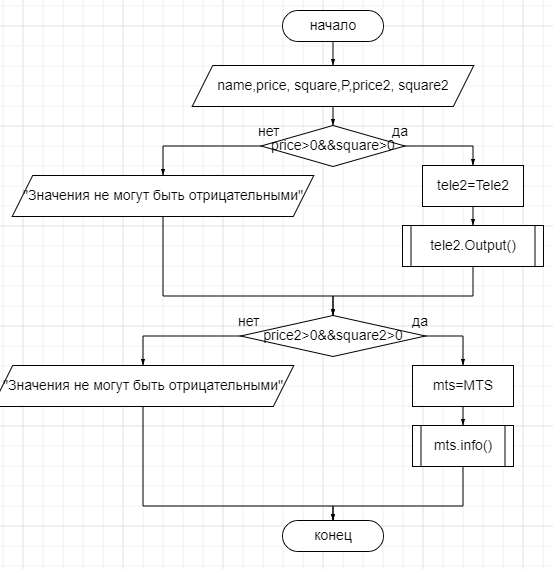 начало
name,price, square,P,price2, square2
нет
да
price>0&&square>0
"Значения не могут быть отрицательными"
tele2=Tele2
tele2.Output()
нет
да
price2>0&&square2>0
"Значения не могут быть отрицательными"
mts=MTS
mts.info()
конец